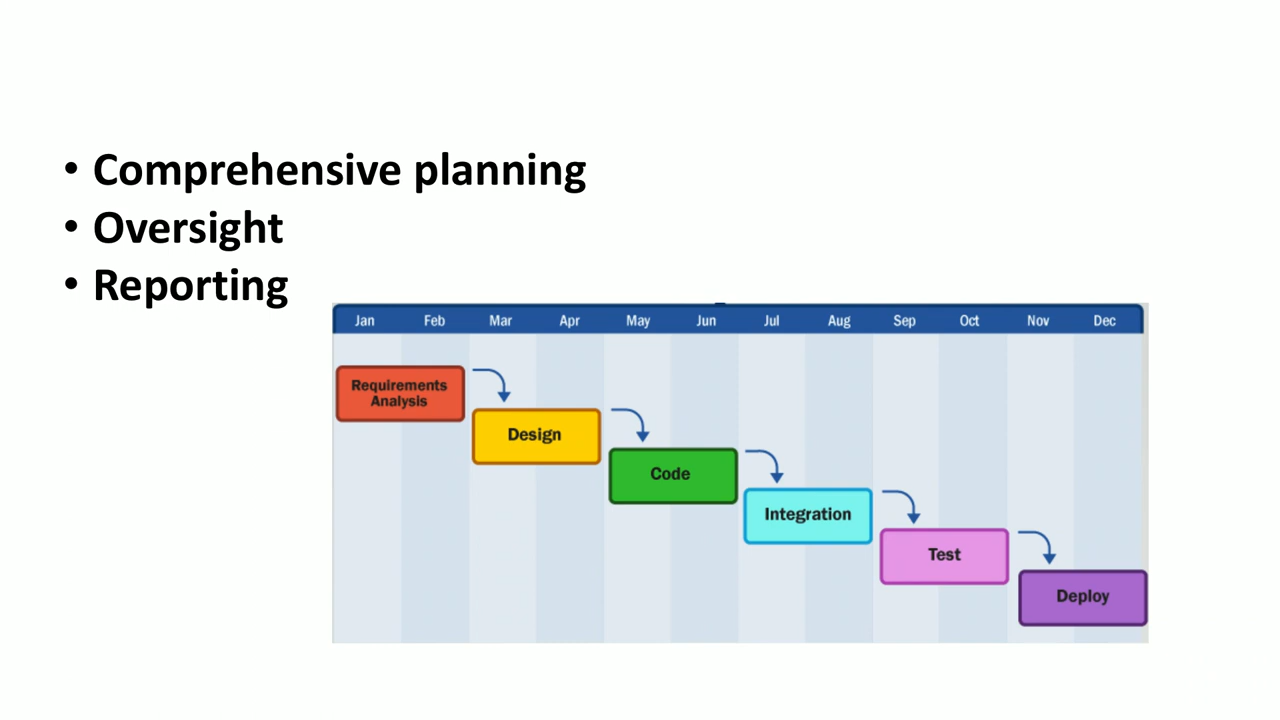 • Comprehensive planning
• Oversight
• Reporting
Jan Feb Mar Apr May Jun Jul Aug Sep Oct Nov Dec
Requirements
Analysis
Design
Code
Integration
Test
Deploy